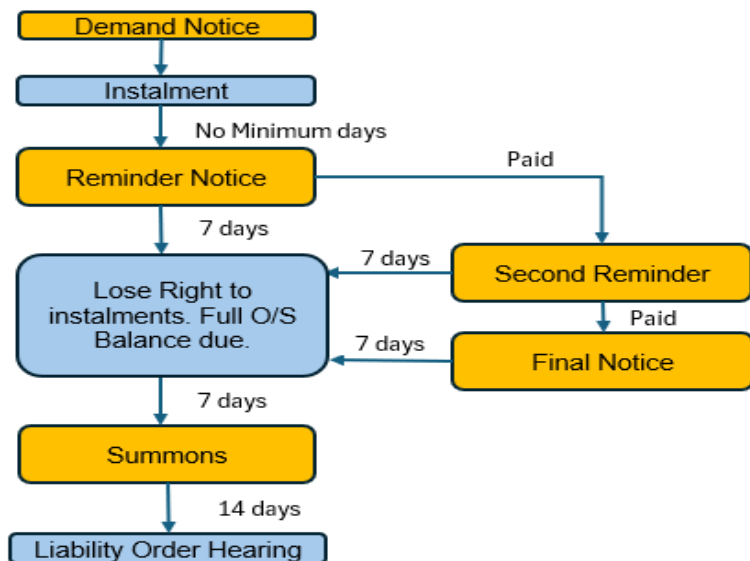 Demand Notice
Instalment
No Minimum days
Paid
Reminder Notice
7 days
7 days
Second Reminder
Lose Right to
instalments. Full O/S
Balance due.
Paid
7 days
Final Notice
7 days
Summons
14 days
Liability Order Hearing